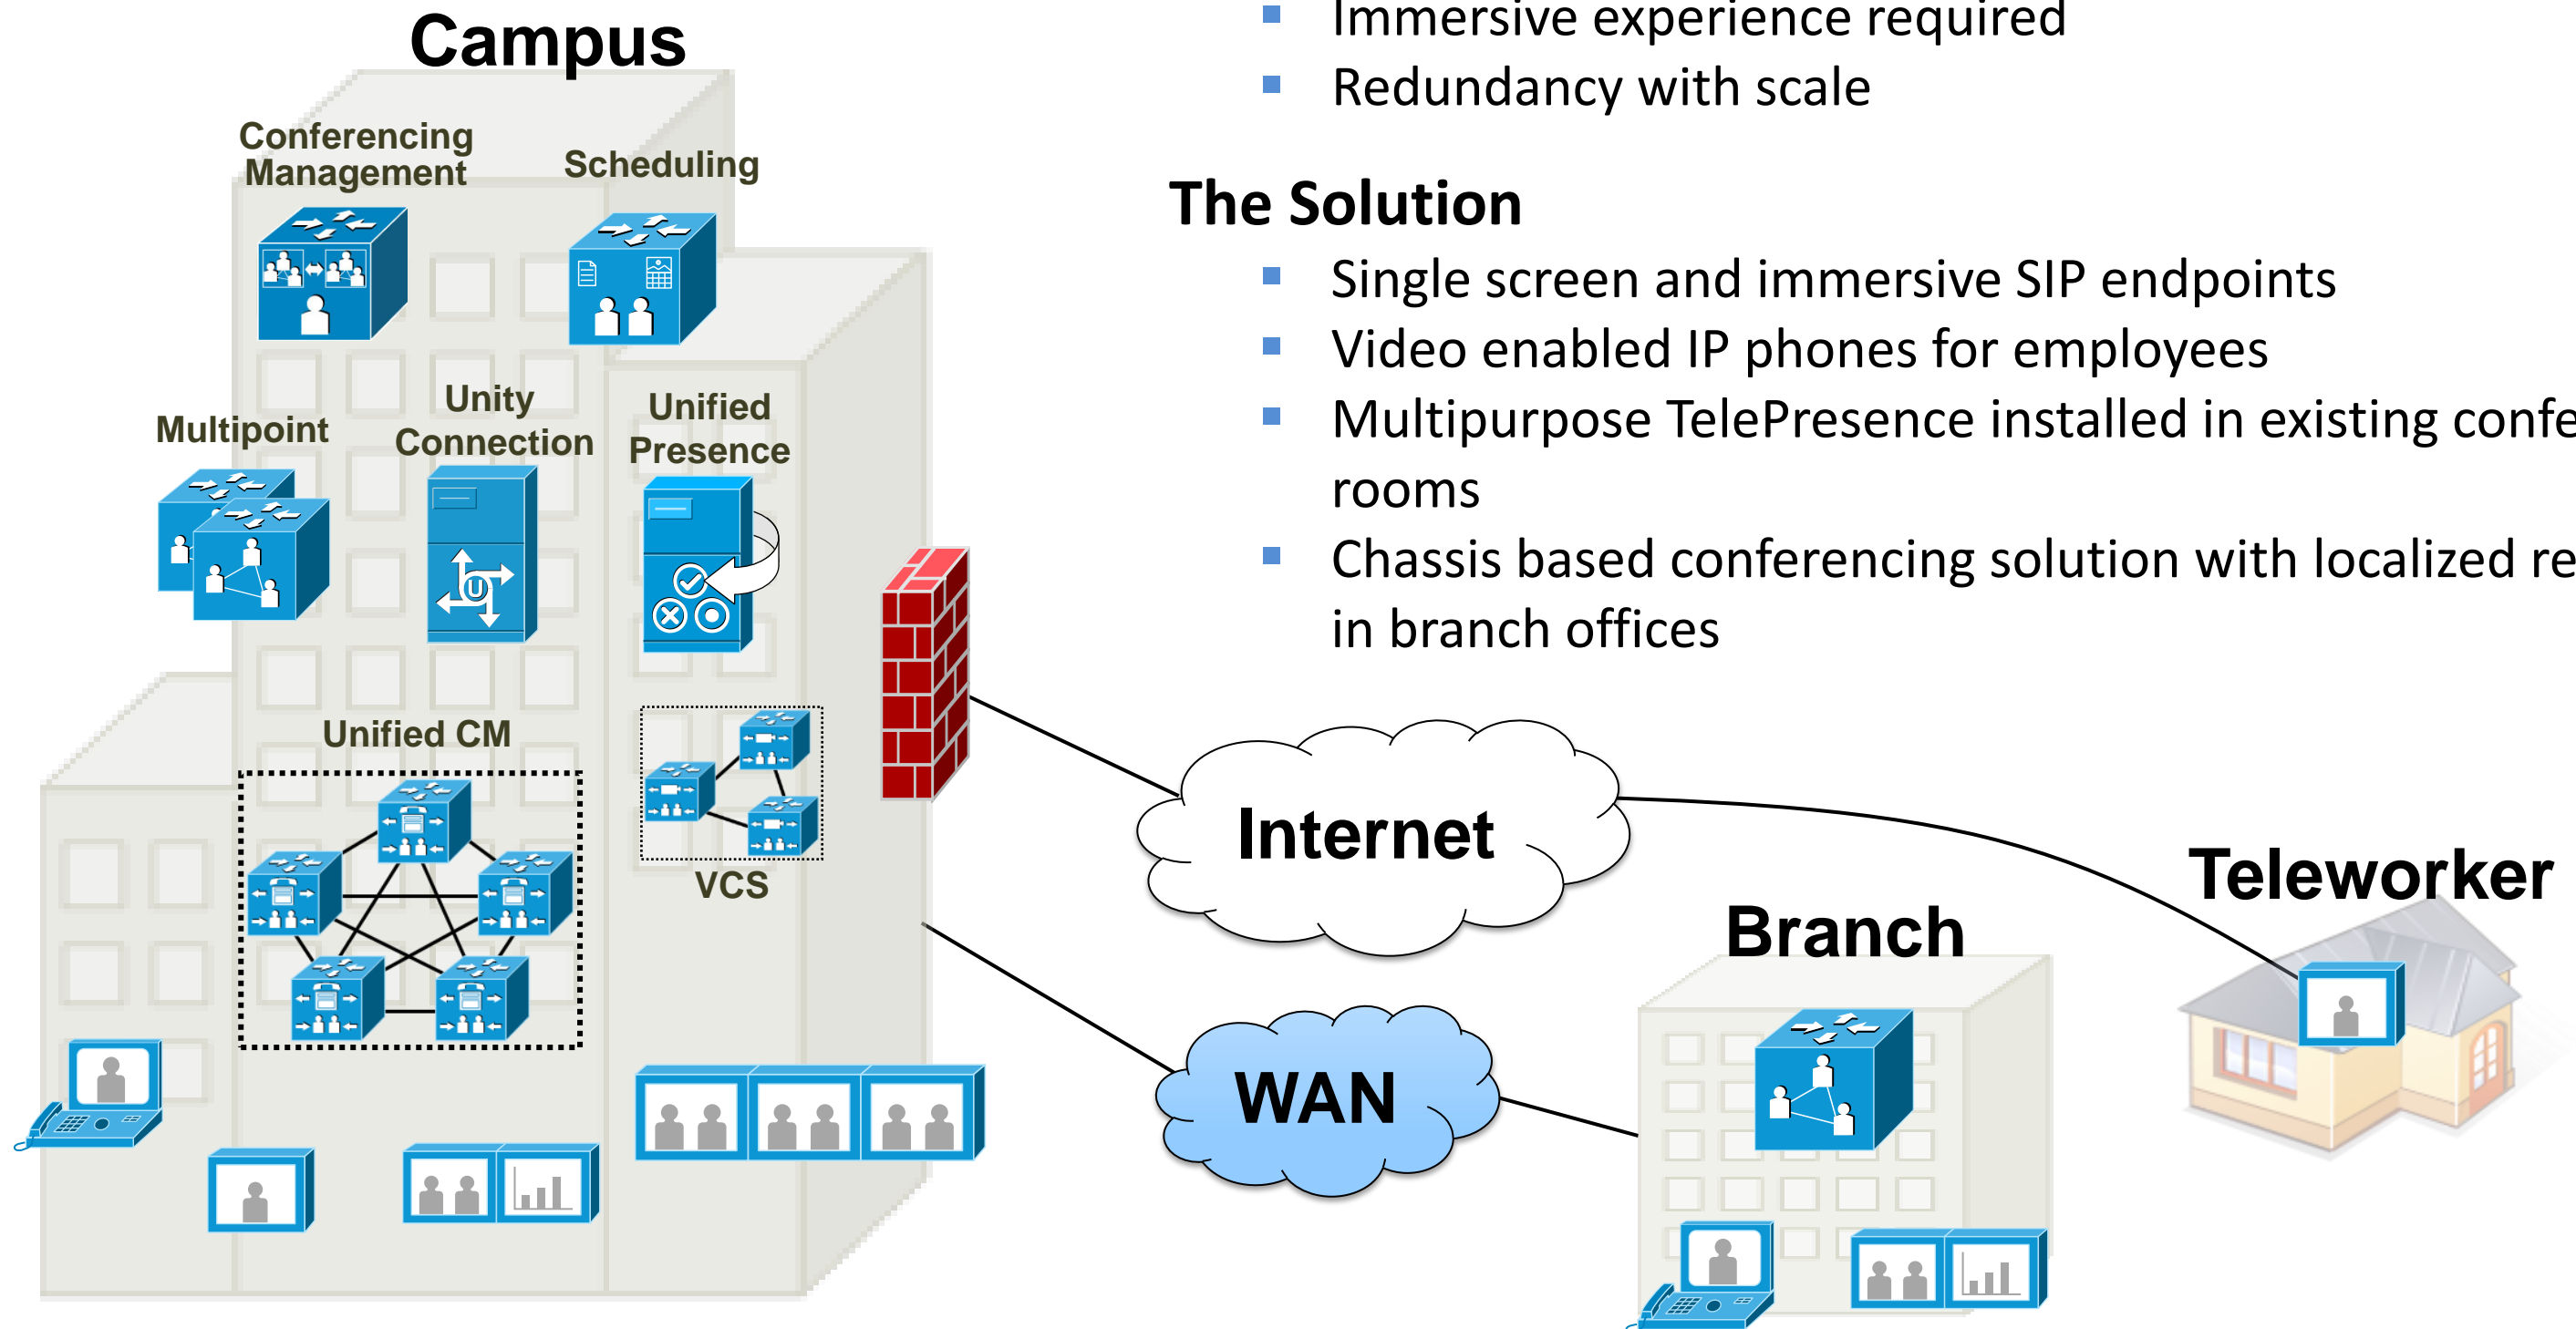 Campus
Immersive experience required
Redundancy with scale
The Solution
Single screen and immersive SIP endpoints
Video enabled IP phones for employees
Multipurpose TelePresence installed in existing
rooms
Chassis based conferencing solution with localized
in branch offices
Conferencing
Management
Scheduling
Multipoint
Unity
Connection
Unified
Presence
U
Unified CM
VCS
Internet
WAN
Branch
Teleworker